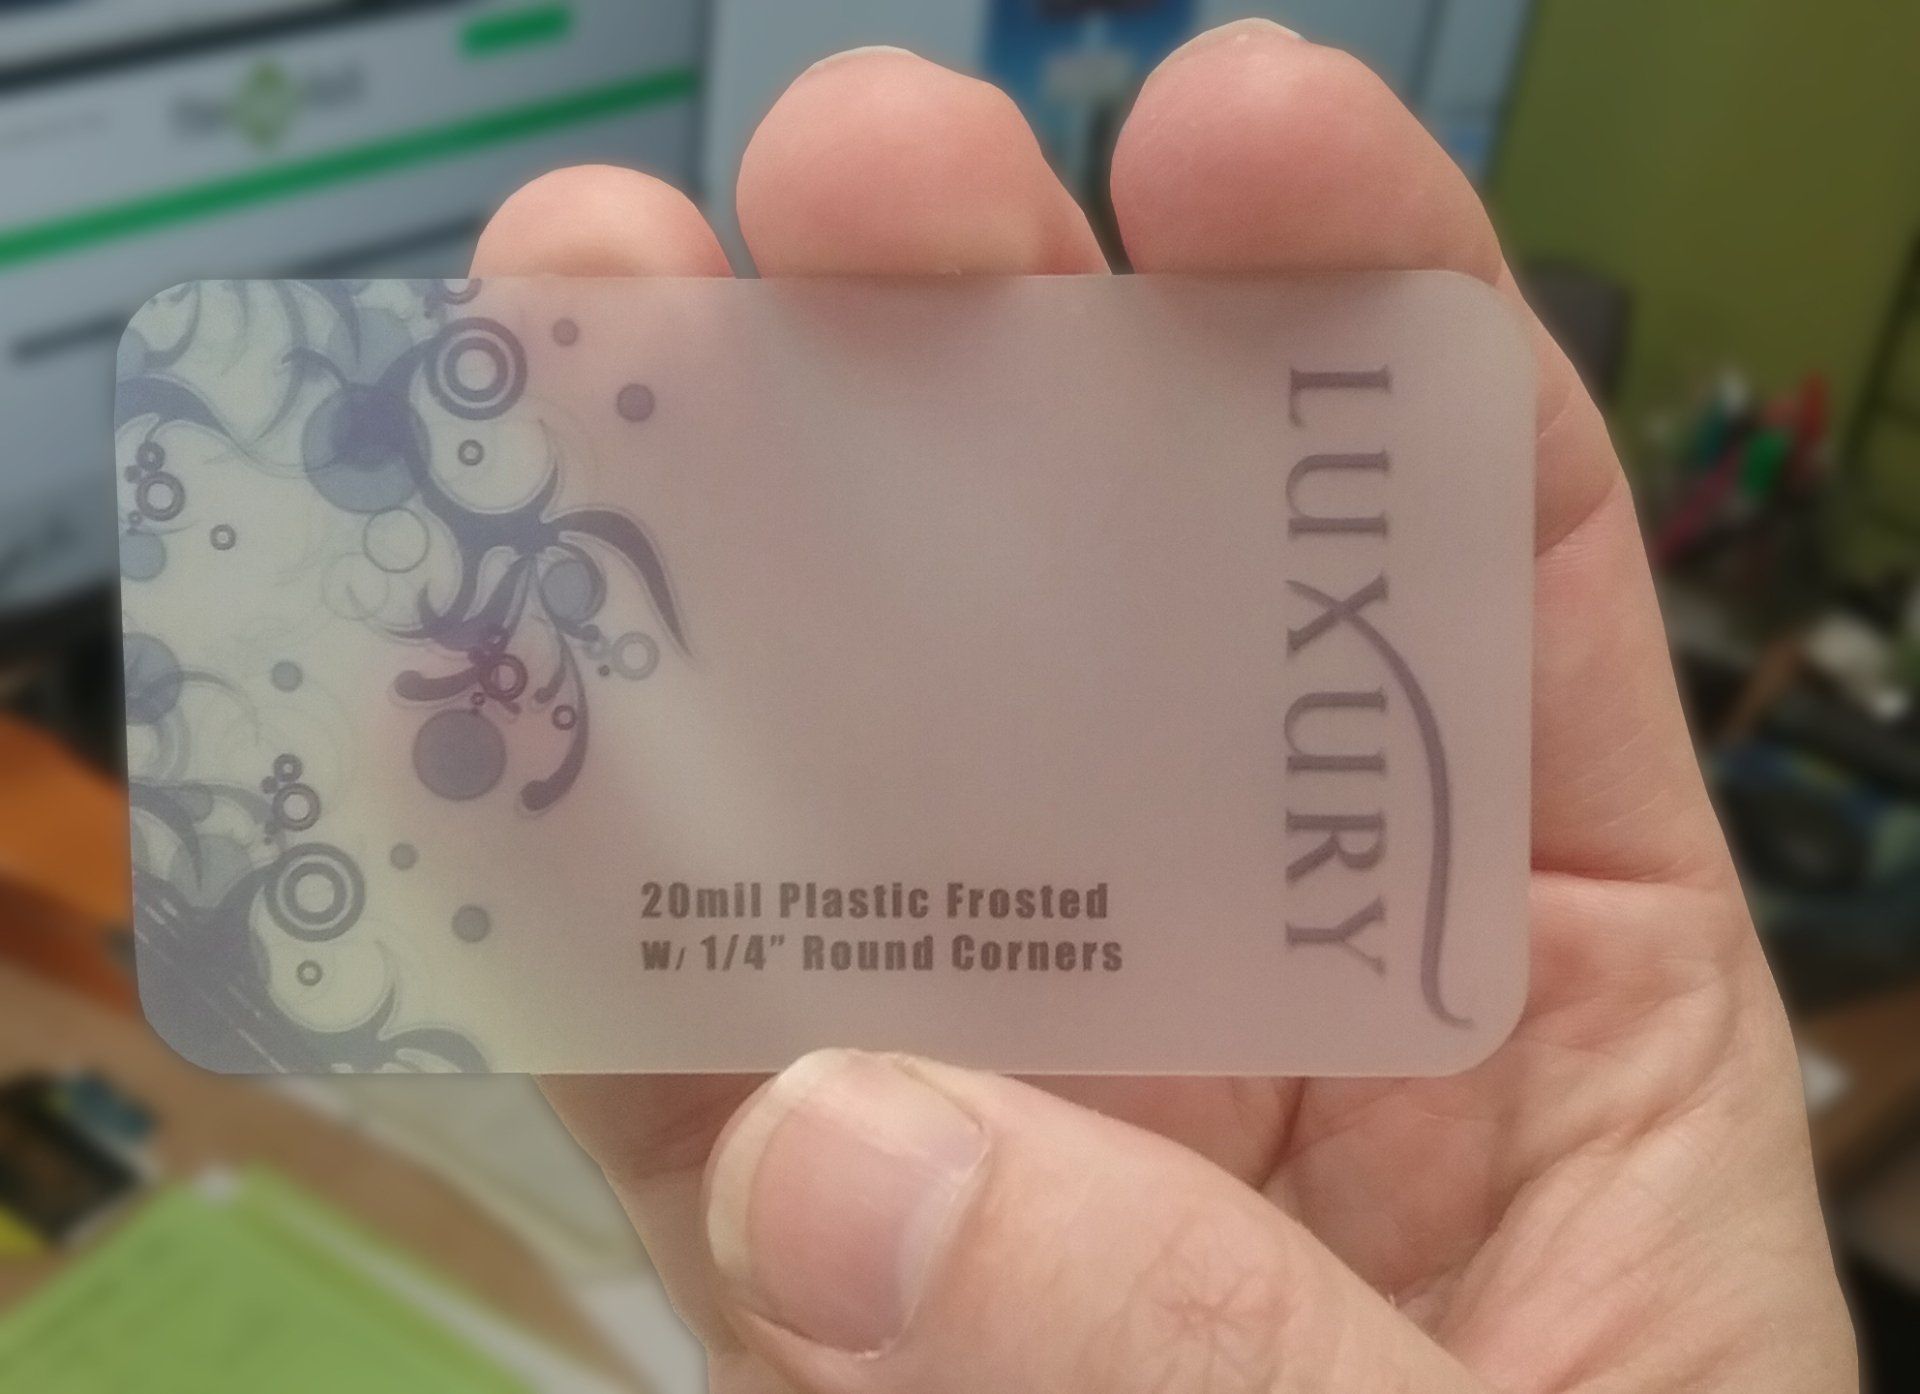 LUXURY
20mil Plastic Frosted
w/ 1/4” Round Corners